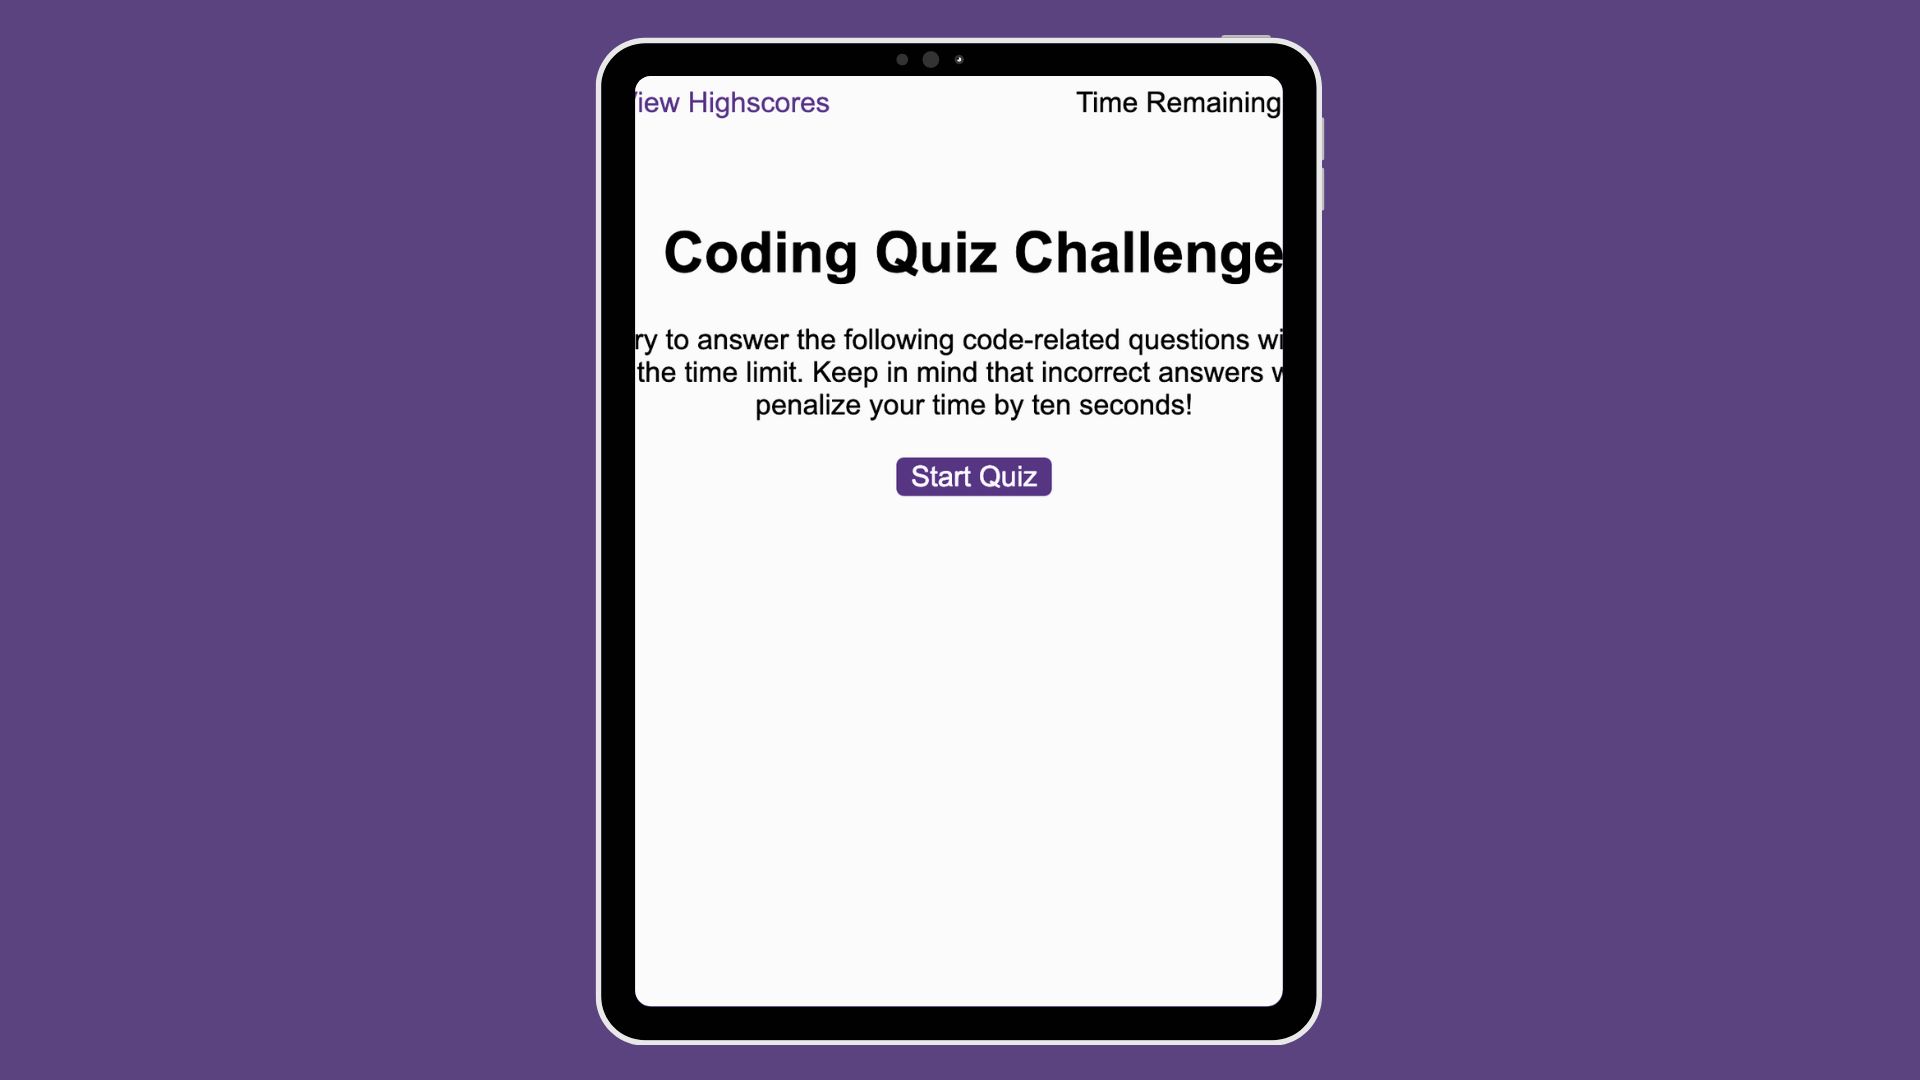 View Highscores
Time Remaining
Coding Quiz Challenge
ry to answer the following code-related questions wi
the time limit. Keep in mind that incorrect answers w
penalize your time by ten seconds!
Start Quiz